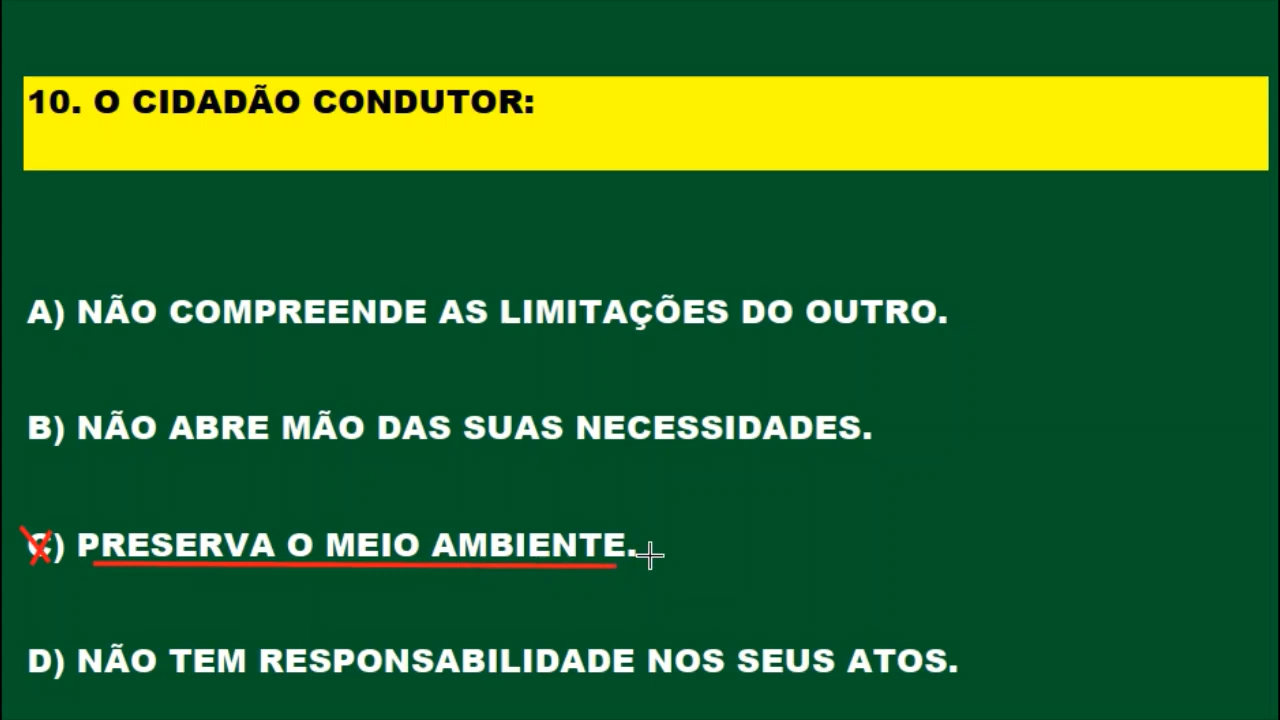 10. O CIDADÃO CONDUTOR:
A) NÃO COMPREENDE AS LIMITAÇÕES DO OUTRO.
B) NÃO ABRE MÃO DAS SUAS NECESSIDADES.
C) PRESERVA O MEIO AMBIENTE.
D) NÃO TEM RESPONSABILIDADE NOS SEUS ATOS.